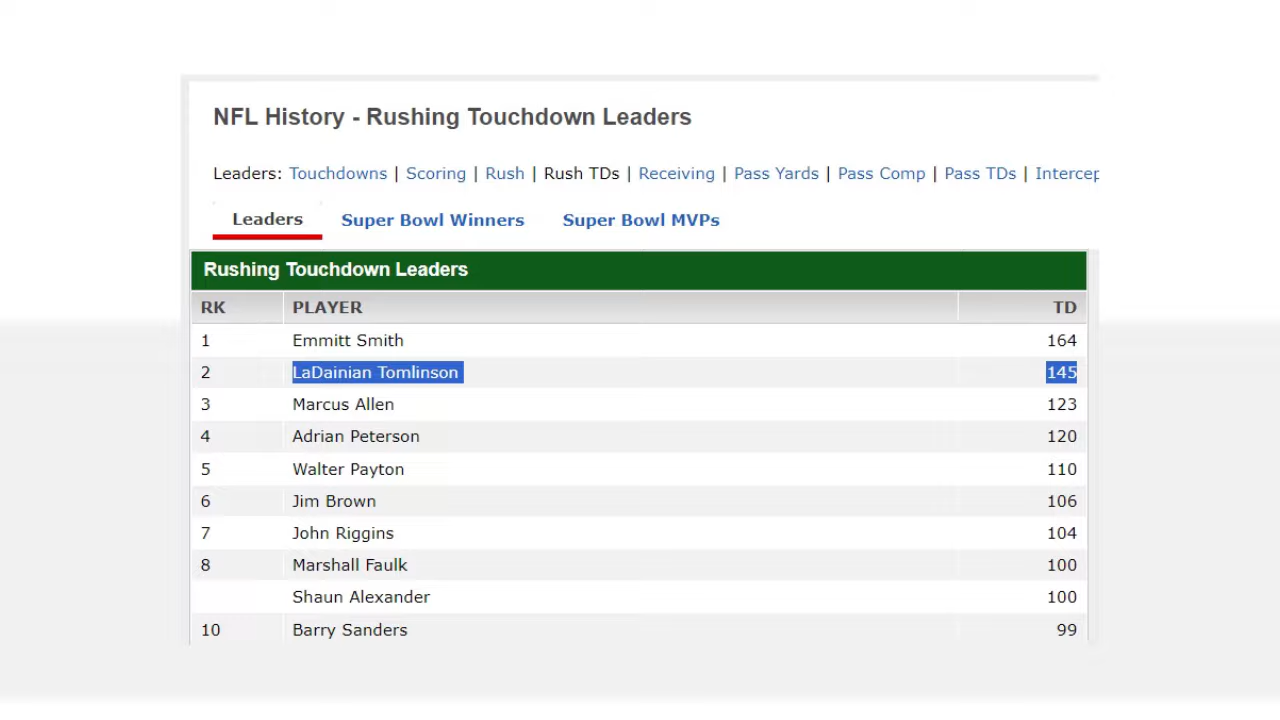 NFL History - Rushing Touchdown Leaders
Leaders: Touchdowns | Scoring | Rush | Rush TDs | Receiving | Pass Yards | Pass Comp | Pass TDs | Intercep
Leaders Super Bowl Winners Super Bowl MVPs
Rushing Touchdown Leaders
RK PLAYER TD
1 Emmitt Smith 164
2 LaDainian Tomlinson 145
3 Marcus Allen 123
4 Adrian Peterson 120
5 Walter Payton 110
6 Jim Brown 106
7 John Riggins 104
8 Marshall Faulk 100
Shaun Alexander 100
10 Barry Sanders 99